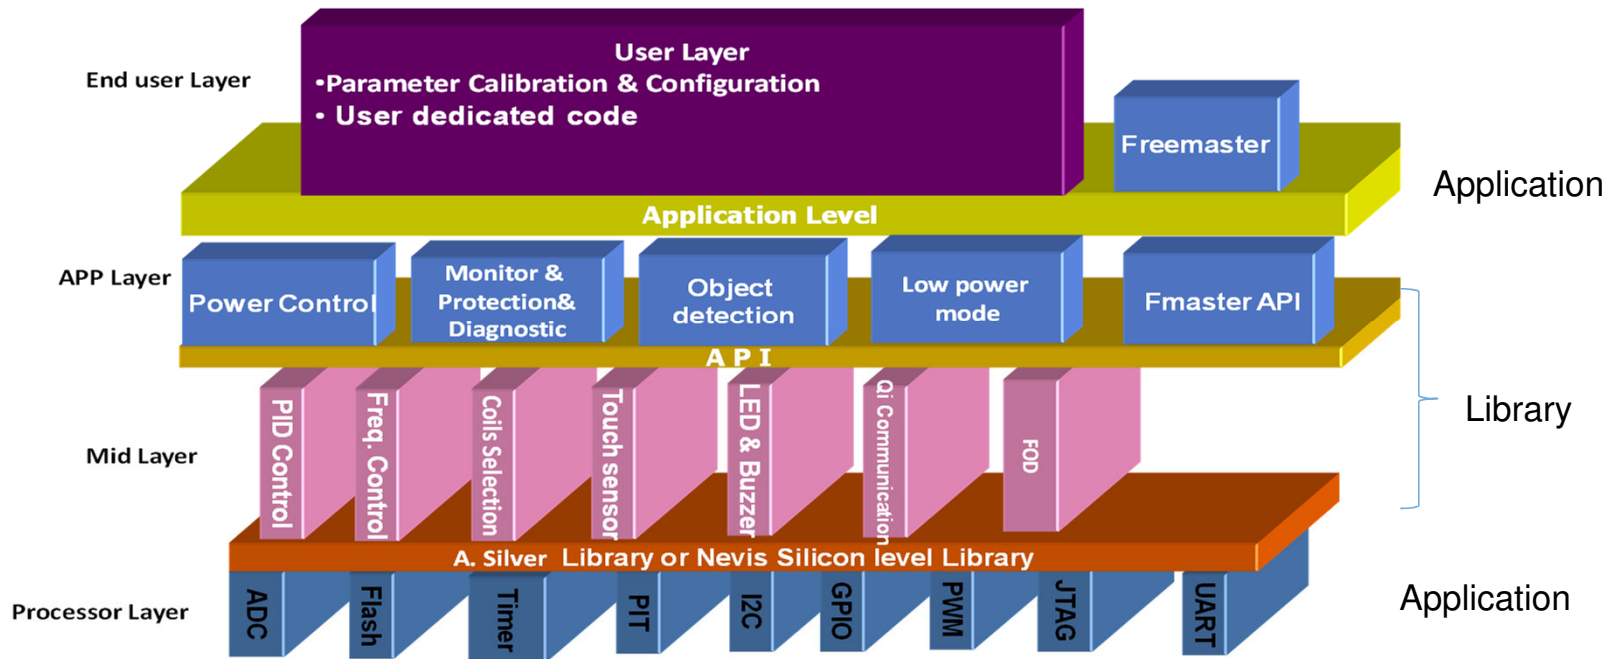 User Layer
End user Layer
•Parameter Calibration & Configuration
• User dedicated code
Freemaster
Application
Application Level
APP Layer
Power Control
Monitor &
Protection&
Diagnostic
Object
detection
Low power
mode
Fmaster API
A P I
Library
Mid Layer
PID Control
Freq. Control
Coils Selection
Touch sensor
LED & Buzzer
Qi Communication
FOD
A. Silver Library or Nevis Silicon level Library
Application
Processor Layer
ADC
Flash
Timer
PIT
I2C
GPIO
PWM
JTAG
UART